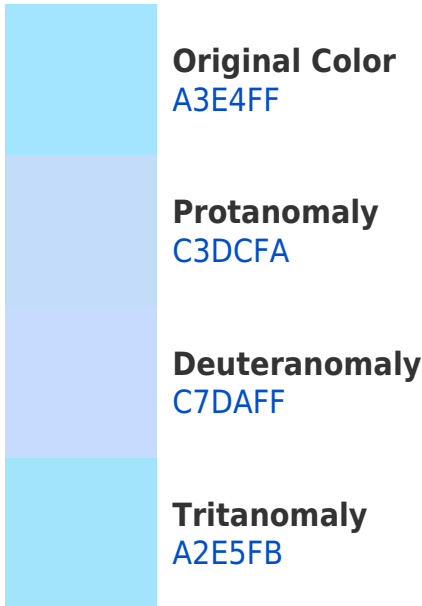 Original Color
A3E4FF
Protanomaly
C3DCFA
Deuteranomaly
C7DAFF
Tritanomaly
A2E5FB